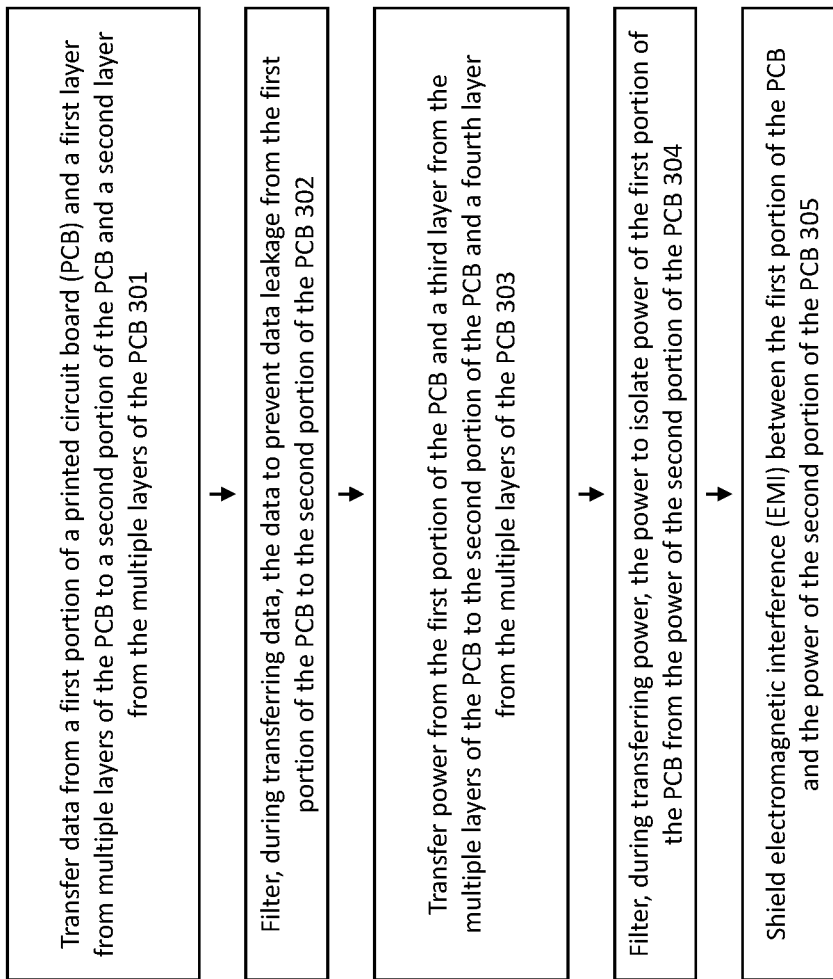 Transfer data from a first portion of a printed circuit board (PCB) and a first layer
from multiple layers of the PCB to a second portion of the PCB and a second layer
from the multiple layers of the PCB 301
Filter, during transferring data, the data to prevent data leakage from the first
portion of the PCB to the second portion of the PCB 302
Transfer power from the first portion of the PCB and a third layer from the
multiple layers of the PCB to the second portion of the PCB and a fourth layer
from the multiple layers of the PCB 303
Filter, during transferring power, the power to isolate power of the first portion of
the PCB from the power of the second portion of the PCB 304
Shield electromagnetic interference (EMI) between the first portion of the PCB
and the power of the second portion of the PCB 305